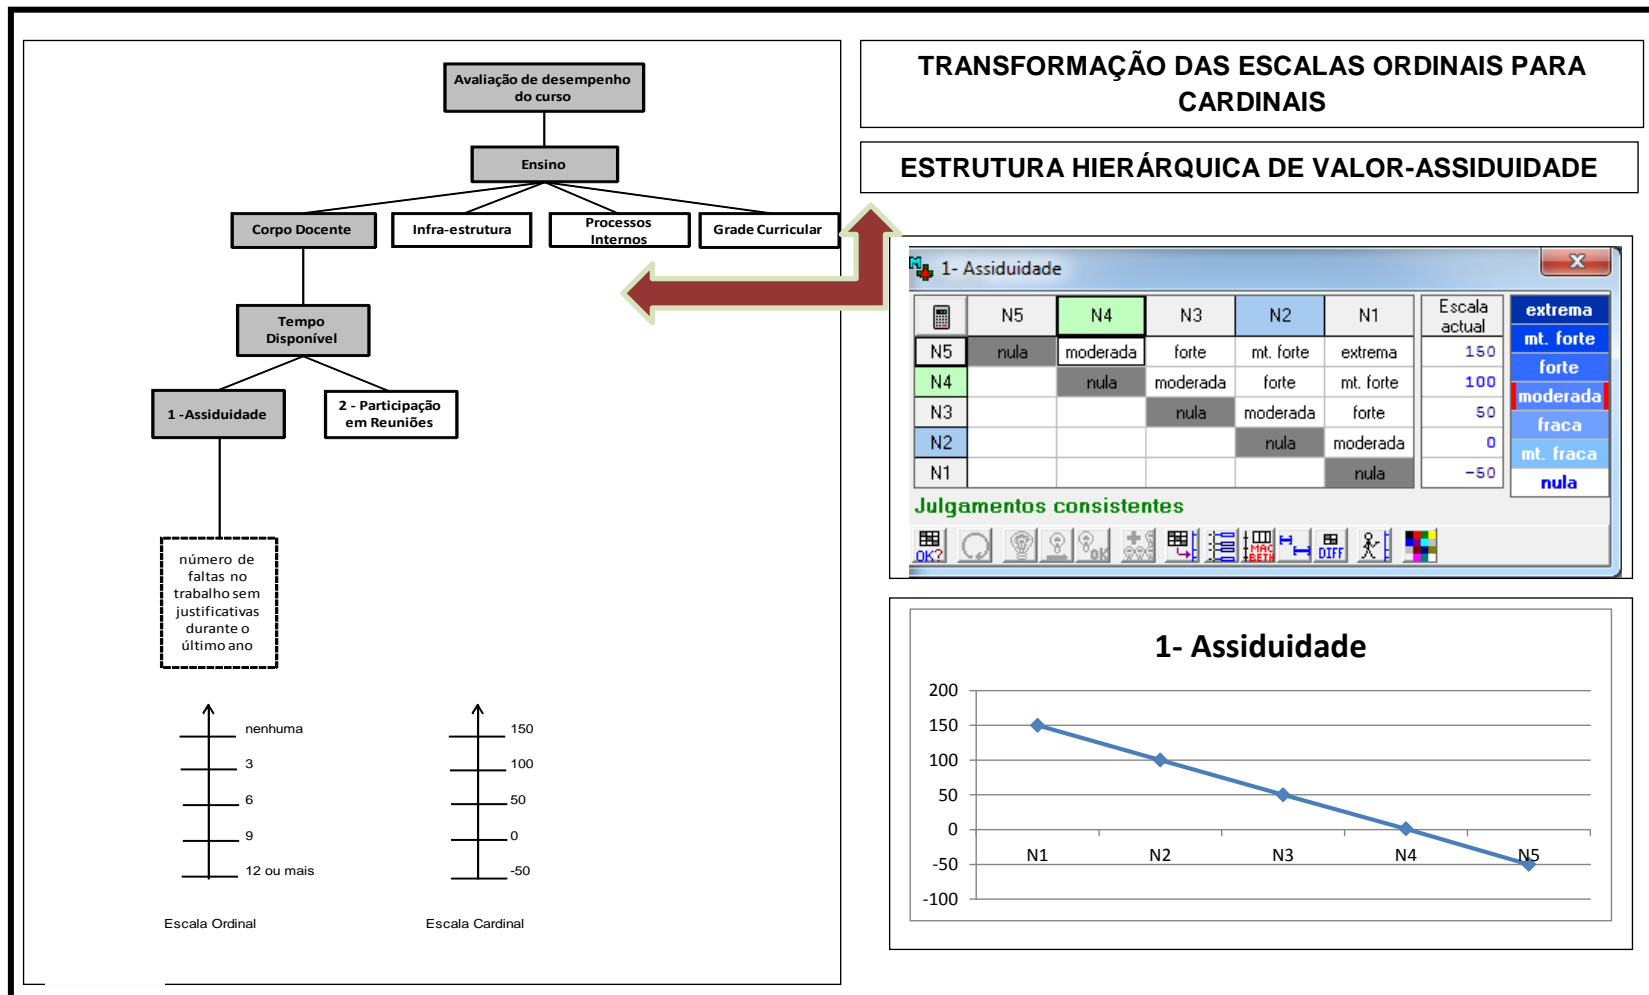 Avaliação de desempenho
do curso
Ensino
Corpo Docente
Infra-estrutura
Processos
Internos
Grade Curricular
Tempo
Disponível
1 -Assiduidade
2 - Participação
em Reuniões
número de
faltas no
trabalho sem
justificativas
durante o
último ano
nenhuma
3
6
9
12 ou mais
Escala Ordinal
150
100
50
0
-50
Escala Cardinal
TRANSFORMAÇÃO DAS ESCALAS ORDINAIS PARA
CARDINAIS
ESTRUTURA HIERÁRQUICA DE VALOR-ASSIDUIDADE
1- Assiduidade
X
N5 N4 N3 N2 N1 Escala
actual
N5 nula moderada forte mt. forte extrema 150
N4 nula moderada forte mt. forte 100
N3 nula moderada forte 50
N2 nula moderada 0
N1 nula -50
extrema
mt. forte
forte
moderada
fraca
mt. fraca
nula
Julgamentos consistentes
OK?
OK
MAC
BETH
DIFF
1- Assiduidade
200
150
100
50
0
-50
-100
N1 N2 N3 N4 N5